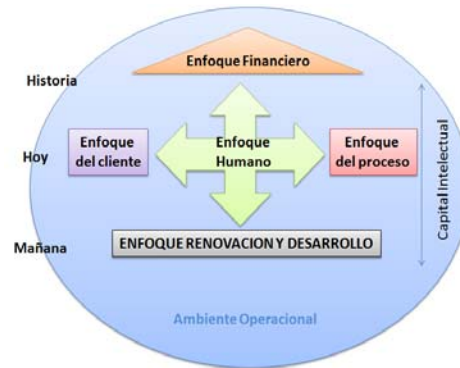 Enfoque Financiero
Historia
Hoy
Enfoque
del cliente
Enfoque
Humano
Enfoque
del proceso
Capital Intelectual
Mañana
ENFOQUE RENOVACION Y DESARROLLO
Ambiente Operacional